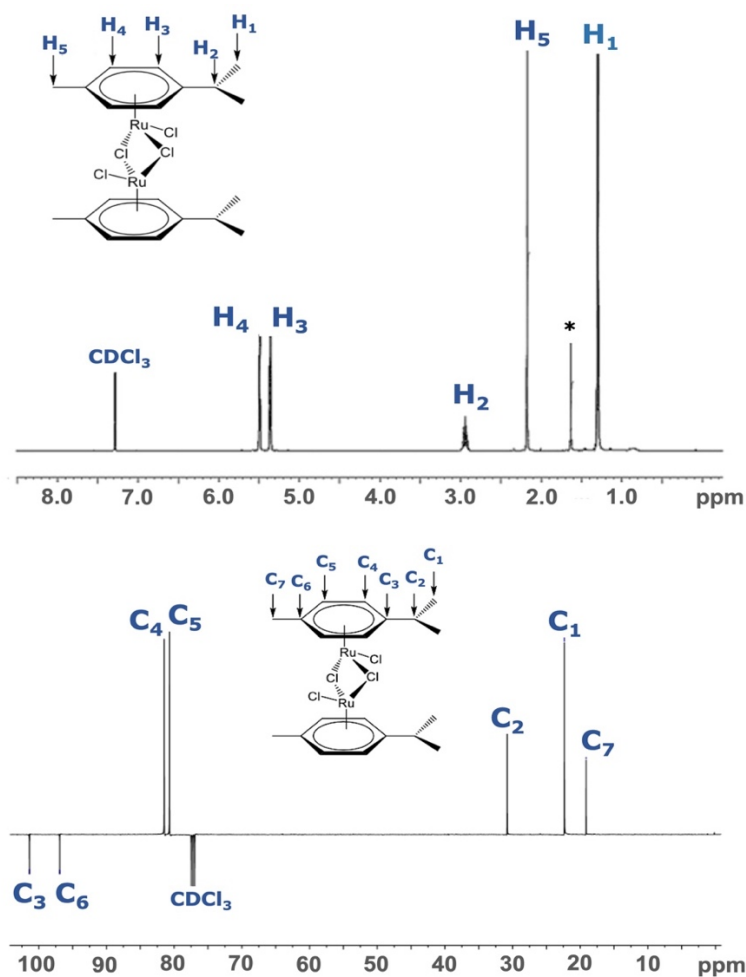 H₅ H₄ H₃ H₂ H₁
Ru
Cl
Cl Cl
Cl
Ru
H₅ H₁
H₄ H₃
CDCl₃
H₂
*
8.0 7.0 6.0 5.0 4.0 3.0 2.0 1.0 ppm
C₇ C₆ C₅ C₄ C₃ C₂ C₁
Ru
Cl
Cl Cl
Cl
Ru
C₄ C₅
C₁
C₂
C₇
C₃ C₆
CDCl₃
100 90 80 70 60 50 40 30 20 10 ppm